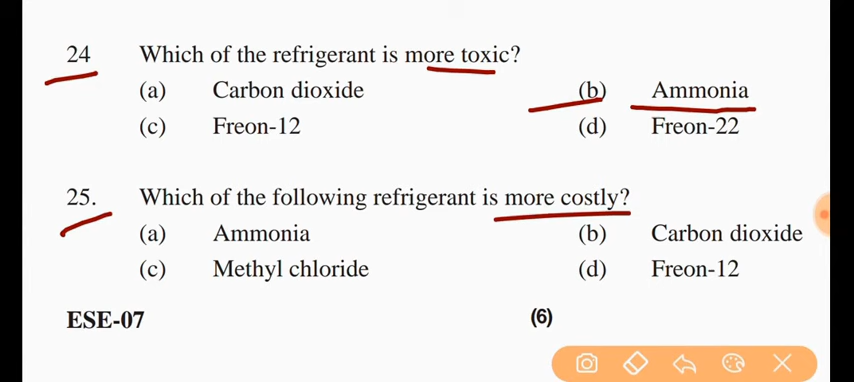 24 Which of the refrigerant is more toxic?
(a) Carbon dioxide (b) Ammonia
(c) Freon-12 (d) Freon-22
25. Which of the following refrigerant is more costly?
(a) Ammonia (b) Carbon dioxide
(c) Methyl chloride (d) Freon-12
ESE-07 (6)